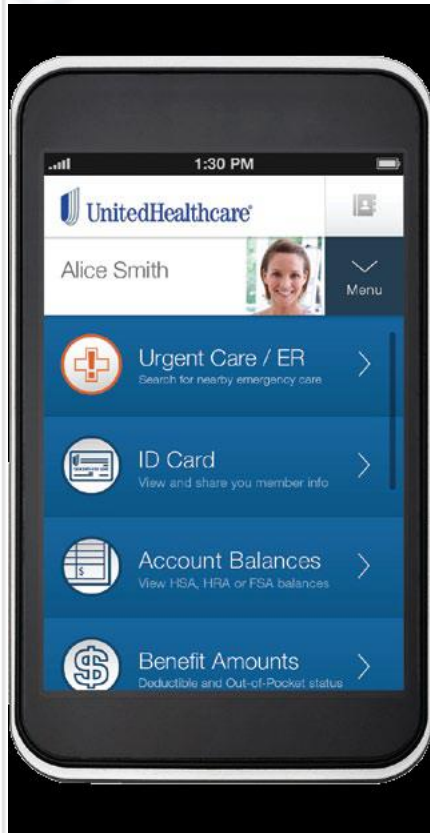 1:30 PM
UnitedHealthcare®
Alice Smith
Menu
Urgent Care / ER
Search for nearby emergency care
ID Card
View and share you member info
Account Balances
View HSA, HRA or FSA balances
Benefit Amounts
Deductible and Out-of-Pocket status